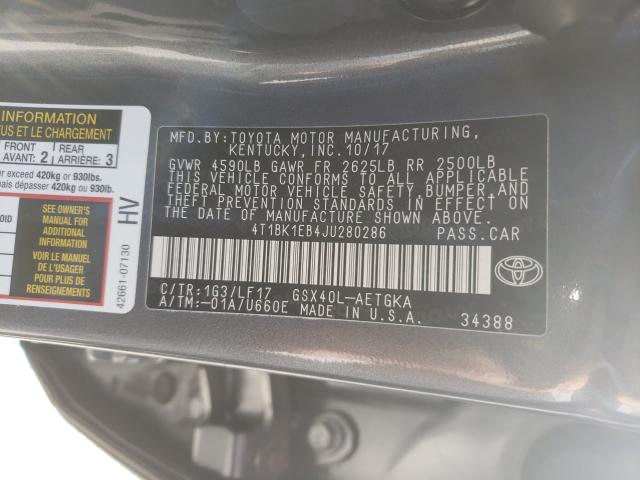 INFORMATION
US ET LE CHARGEMENT
FRONT
AVANT: 2
REAR
ARRIÈRE: 3
er exceed 420kg or 930lbs.
mais dépasser 420kg ou 930lb.
OID
SEE OWNER'S
MANUAL FOR
ADDITIONAL
INFORMATION
VOIR LE MANUEL
DE L'USAGER
POUR PLUS DE
RENSEIGNEMENTS
HV
42661-07130
MFD.BY:TOYOTA MOTOR MANUFACTURING,
KENTUCKY, INC. 10/17
GVWR 4590LB GAWR FR 2625LB RR 2500LB
THIS VEHICLE CONFORMS TO ALL APPLICABLE
FEDERAL MOTOR VEHICLE SAFETY, BUMPER, AND
THEFT PREVENTION STANDARDS IN EFFECT ON
THE DATE OF MANUFACTURE SHOWN ABOVE.
4T1BK1EB4JU280286 PASS.CAR
C/TR:1G3/LF17 GSX40L-AETGKA
A/TM:-01A/U660E MADE IN U.S.A.
34388
TOYOTA